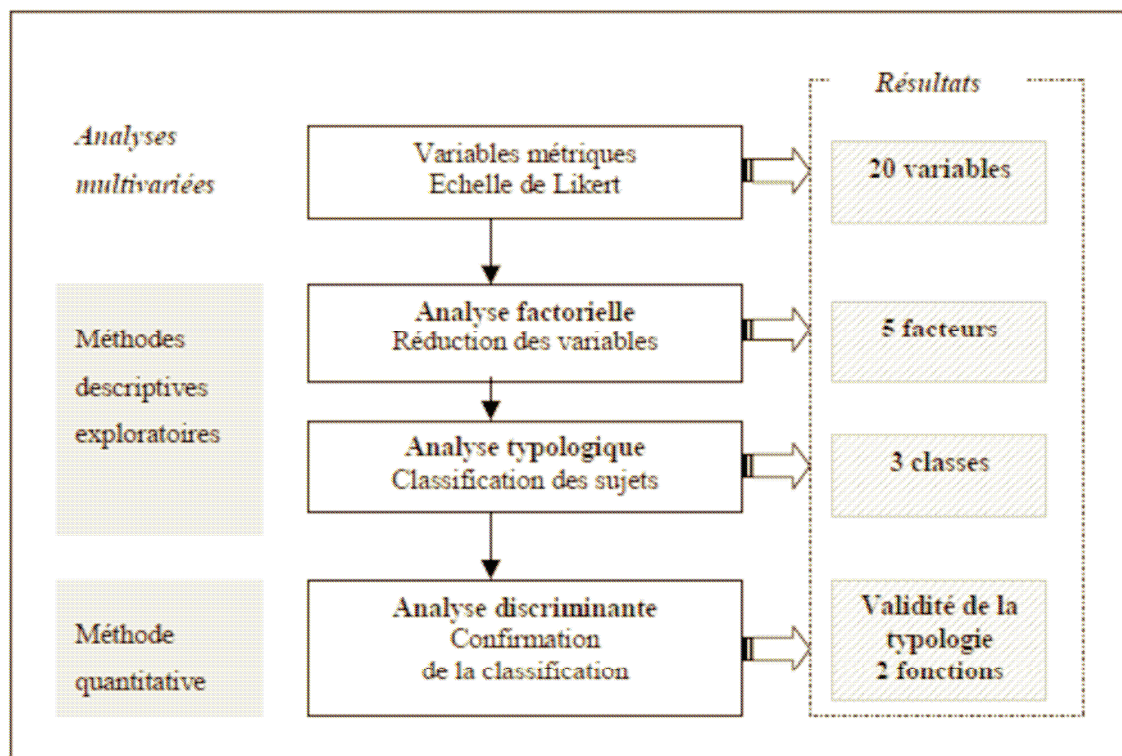 Résultats
Analyses
multivariées
Variables métriques
Echelle de Likert
20 variables
Méthodes
descriptives
exploratoires
Analyse factorielle
Réduction des variables
5 facteurs
Analyse typologique
Classification des sujets
3 classes
Méthode
quantitative
Analyse discriminante
Confirmation
de la classification
Validité de la
typologie
2 fonctions